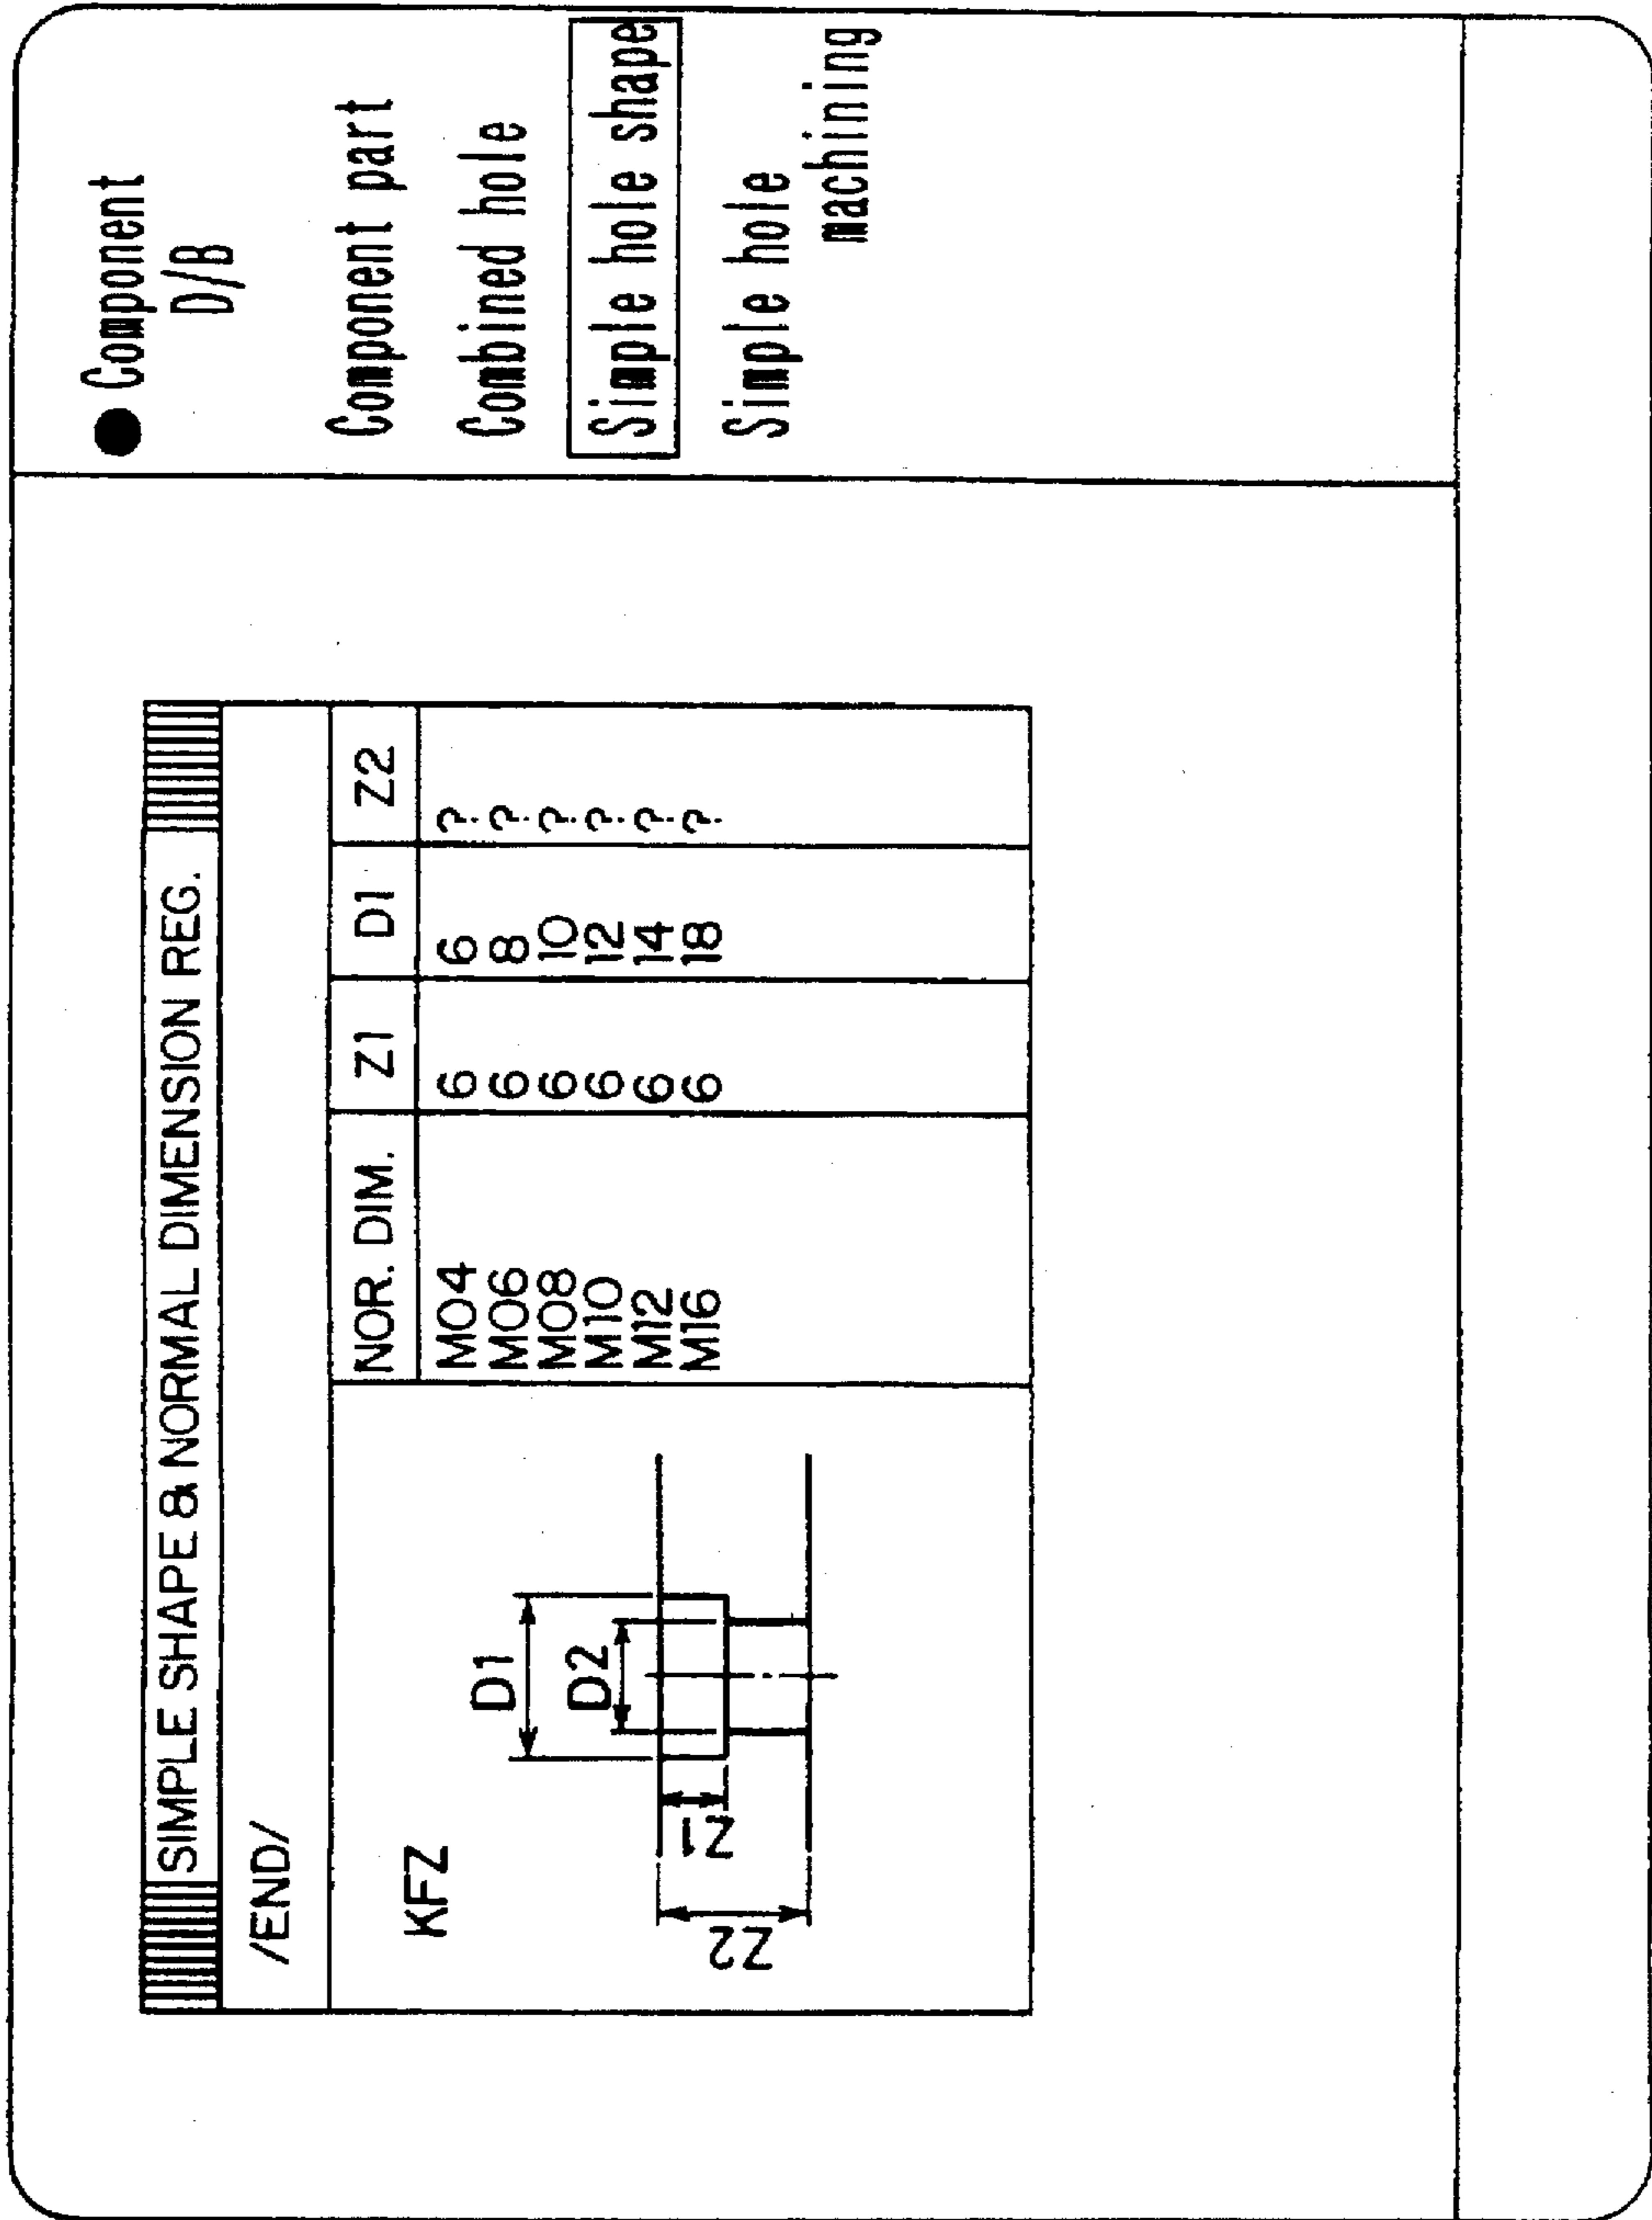 SIMPLE SHAPE & NORMAL DIMENSION REG.
/END/
KFZ
D1
D2
Z1
Z2
NOR. DIM. Z1 D1 Z2
M04 6 6 ?
M06 6 8 ?
M08 6 10 ?
M10 6 12 ?
M12 6 14 ?
M16 6 18 ?
● Component
D/B
Component part
Combined hole
Simple hole shape
Simple hole
machining